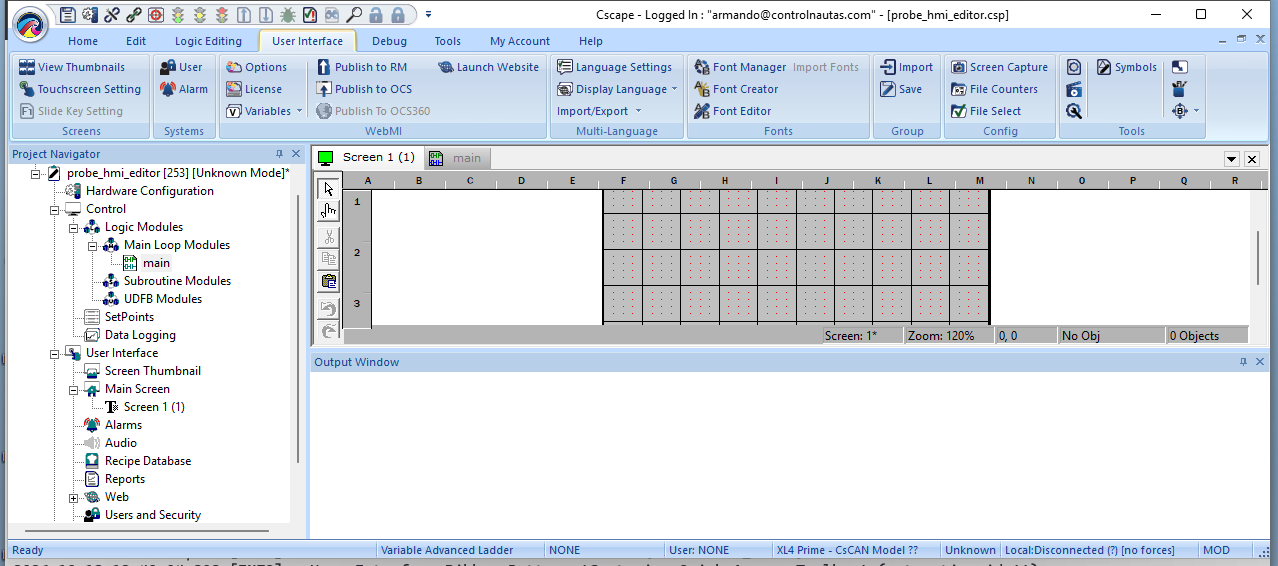 Cscape - Logged In : "armando@controlnautas.com" - [probe_hmi_editor.csp]
Home Edit Logic Editing User Interface Debug Tools My Account Help
View Thumbnails User Options Publish to RM Launch Website Language Settings Font Manager Import Fonts Import Screen Capture Symbols
Touchscreen Setting Alarm License Publish to OCS Display Language Font Creator Save File Counters
Slide Key Setting Variables Publish To OCS360 Import/Export Font Editor File Select
Screens Systems WebMI Multi-Language Fonts Group Config Tools
Project Navigator
probe_hmi_editor [253] [Unknown Mode]*
Hardware Configuration
Control
Logic Modules
Main Loop Modules
main
Subroutine Modules
UDFB Modules
SetPoints
Data Logging
User Interface
Screen Thumbnail
Main Screen
Screen 1 (1)
Alarms
Audio
Recipe Database
Reports
Web
Users and Security
Screen 1 (1) main
A B C D E F G H I J K L M N O P Q R
1
2
3
Screen: 1* Zoom: 120% 0, 0 No Obj 0 Objects
Output Window
Ready Variable Advanced Ladder NONE User: NONE XL4 Prime - CsCAN Model ?? Unknown Local:Disconnected (?) [no forces] MOD